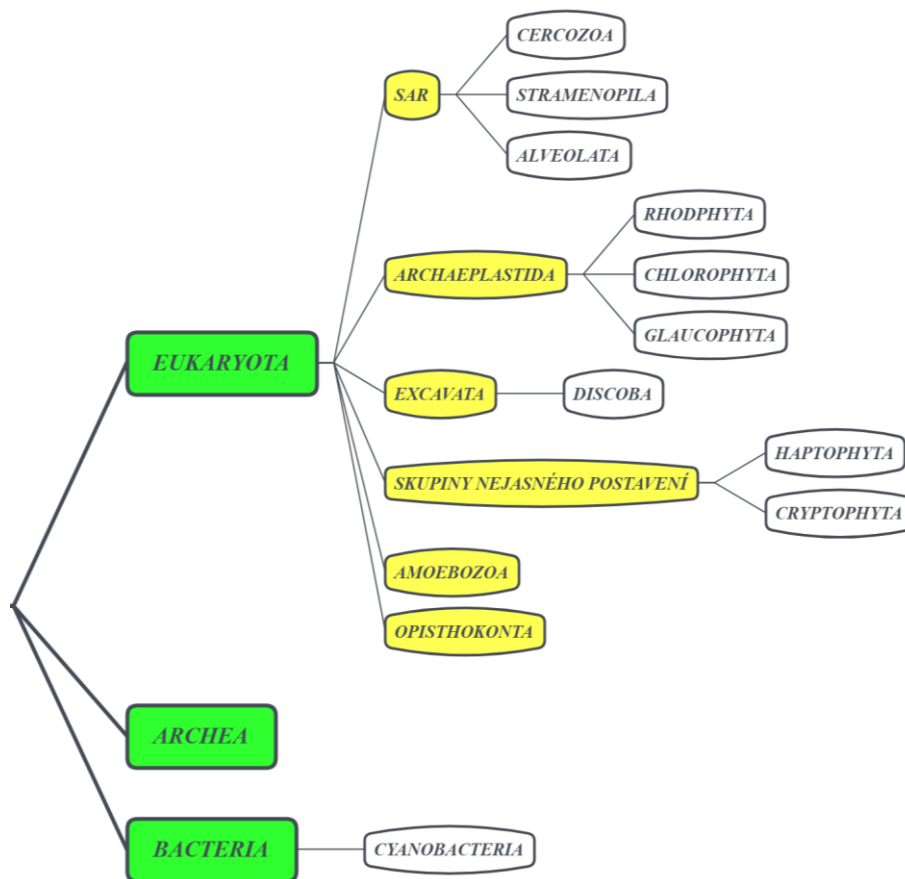 CERCOZOA
SAR
STRAMENOPILA
ALVEOLATA
RHODPHYTA
ARCHAEPLASTIDA
CHLOROPHYTA
GLAUCOPHYTA
EUKARYOTA
EXCAVATA
DISCOBA
HAPTOPHYTA
SKUPINY NEJASNÉHO POSTAVENÍ
CRYPTOPHYTA
AMOEBOZOA
OPISTHOKONTA
ARCHEA
BACTERIA
CYANOBACTERIA